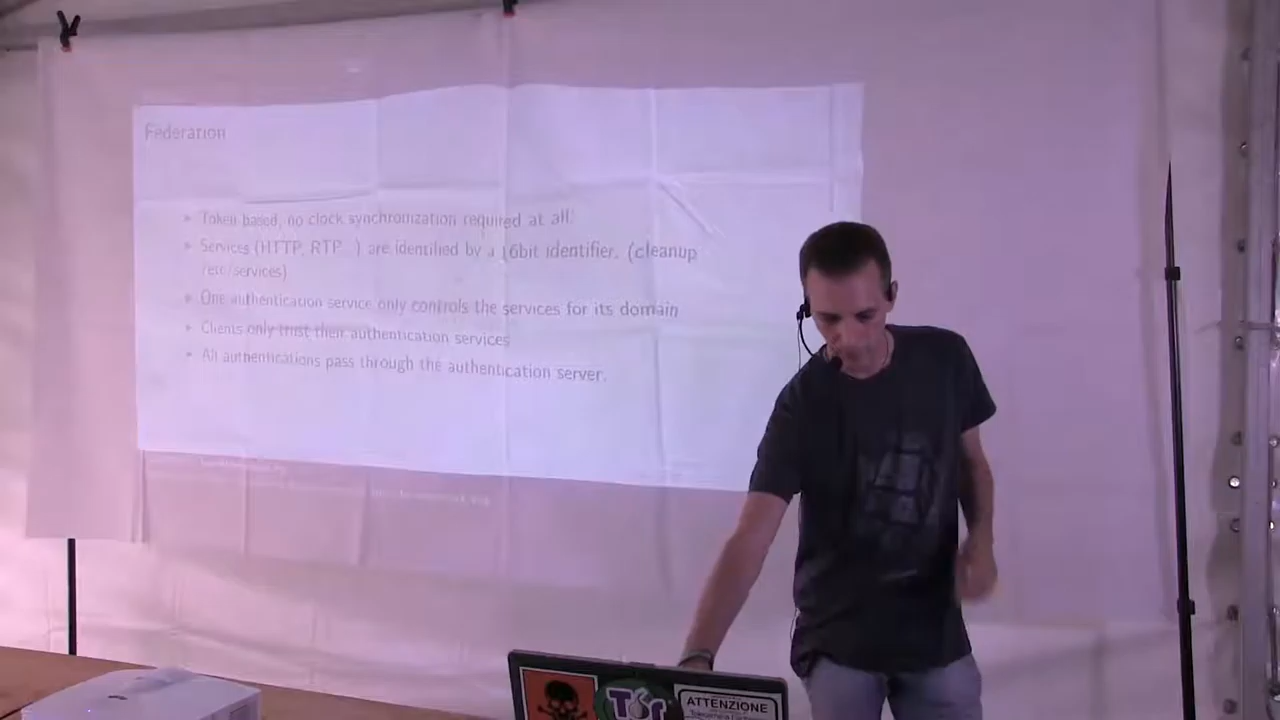 Federation
Token based, no clock synchronization required at all.
Services (HTTP, RTP...) are identified by a 16bit identifier. (cleanup
/etc/services)
One authentication service only controls the services for its domain
Clients only trust their authentication services
All authentications pass through the authentication server.
Tor
ATTENZIONE